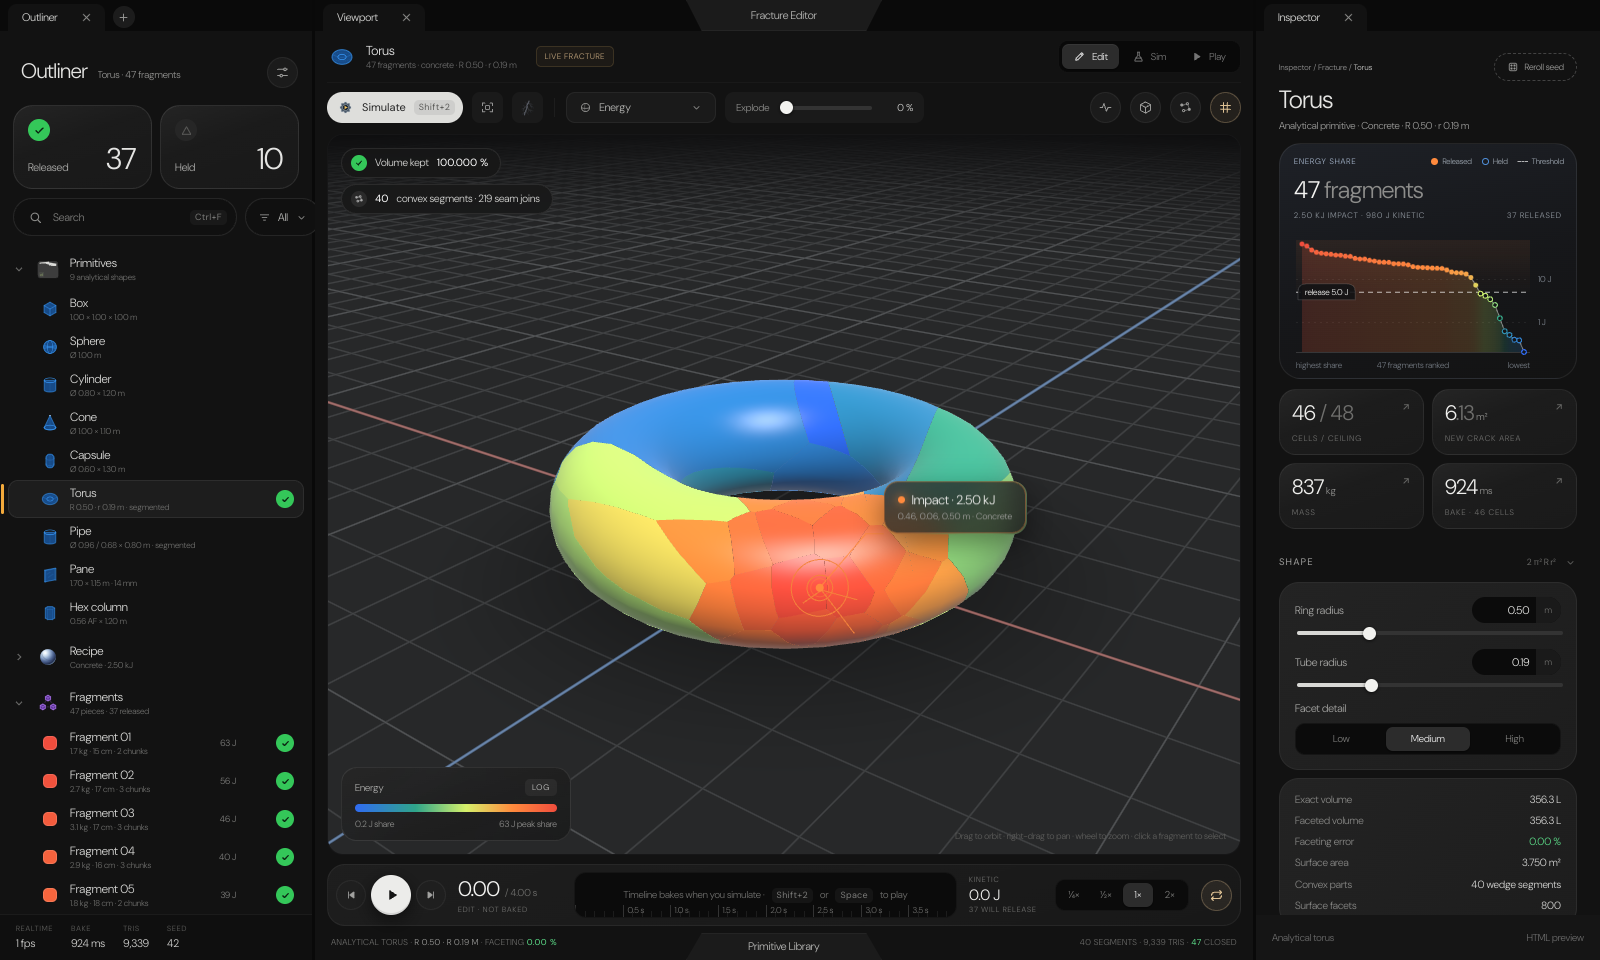 Outliner
Viewport
Fracture Editor
Inspector
Outliner
Torus · 47 fragments
Released
37
Held
10
Search
Ctrl+F
All
Primitives
9 analytical shapes
Box
1.00 × 1.00 × 1.00 m
Sphere
Ø 1.00 m
Cylinder
Ø 0.80 × 1.20 m
Cone
Ø 1.00 × 1.10 m
Capsule
Ø 0.60 × 1.30 m
Torus
R 0.50 · r 0.19 m · segmented
Pipe
Ø 0.96 / 0.68 × 0.80 m · segmented
Pane
1.70 × 1.15 m · 14 mm
Hex column
0.56 AF × 1.20 m
Recipe
Concrete · 2.50 kJ
Fragments
47 pieces · 37 released
Fragment 01
1.7 kg · 15 cm · 2 chunks
63 J
Fragment 02
2.7 kg · 17 cm · 3 chunks
56 J
Fragment 03
3.1 kg · 17 cm · 3 chunks
46 J
Fragment 04
2.9 kg · 16 cm · 3 chunks
40 J
Fragment 05
1.8 kg · 18 cm · 2 chunks
39 J
REALTIME
1 fps
BAKE
924 ms
TRIS
9,339
SEED
42
Torus
47 fragments · concrete · R 0.50 · r 0.19 m
LIVE FRACTURE
Edit
Sim
Play
Simulate
Shift+2
Energy
Explode
0 %
Volume kept 100.000 %
40 convex segments · 219 seam joins
Impact · 2.50 kJ
0.46, 0.06, 0.50 m · Concrete
Energy
LOG
0.2 J share
63 J peak share
Drag to orbit · right-drag to pan · wheel to zoom · click a fragment to select
0.00 / 4.00 s
EDIT · NOT BAKED
Timeline bakes when you simulate · Shift+2 or Space to play
0.5 s 1.0 s 1.5 s 2.0 s 2.5 s 3.0 s 3.5 s
KINETIC
0.0 J
37 WILL RELEASE
¼×
½×
1×
2×
ANALYTICAL TORUS · R 0.50 · R 0.19 M · FACETING 0.00 %
Primitive Library
40 SEGMENTS · 9,339 TRIS · 47 CLOSED
Inspector / Fracture / Torus
Reroll seed
Torus
Analytical primitive · Concrete · R 0.50 · r 0.19 m
ENERGY SHARE
Released
Held
Threshold
47 fragments
2.50 KJ IMPACT · 980 J KINETIC
37 RELEASED
10 J
release 5.0 J
1 J
highest share
47 fragments ranked
lowest
46 / 48
CELLS / CEILING
6.13 m²
NEW CRACK AREA
837 kg
MASS
924 ms
BAKE · 46 CELLS
SHAPE
2 π² R r²
Ring radius
0.50 m
Tube radius
0.19 m
Facet detail
Low
Medium
High
Exact volume
356.3 L
Faceted volume
356.3 L
Faceting error
0.00 %
Surface area
3.750 m²
Convex parts
40 wedge segments
Surface facets
800
Analytical torus
HTML preview